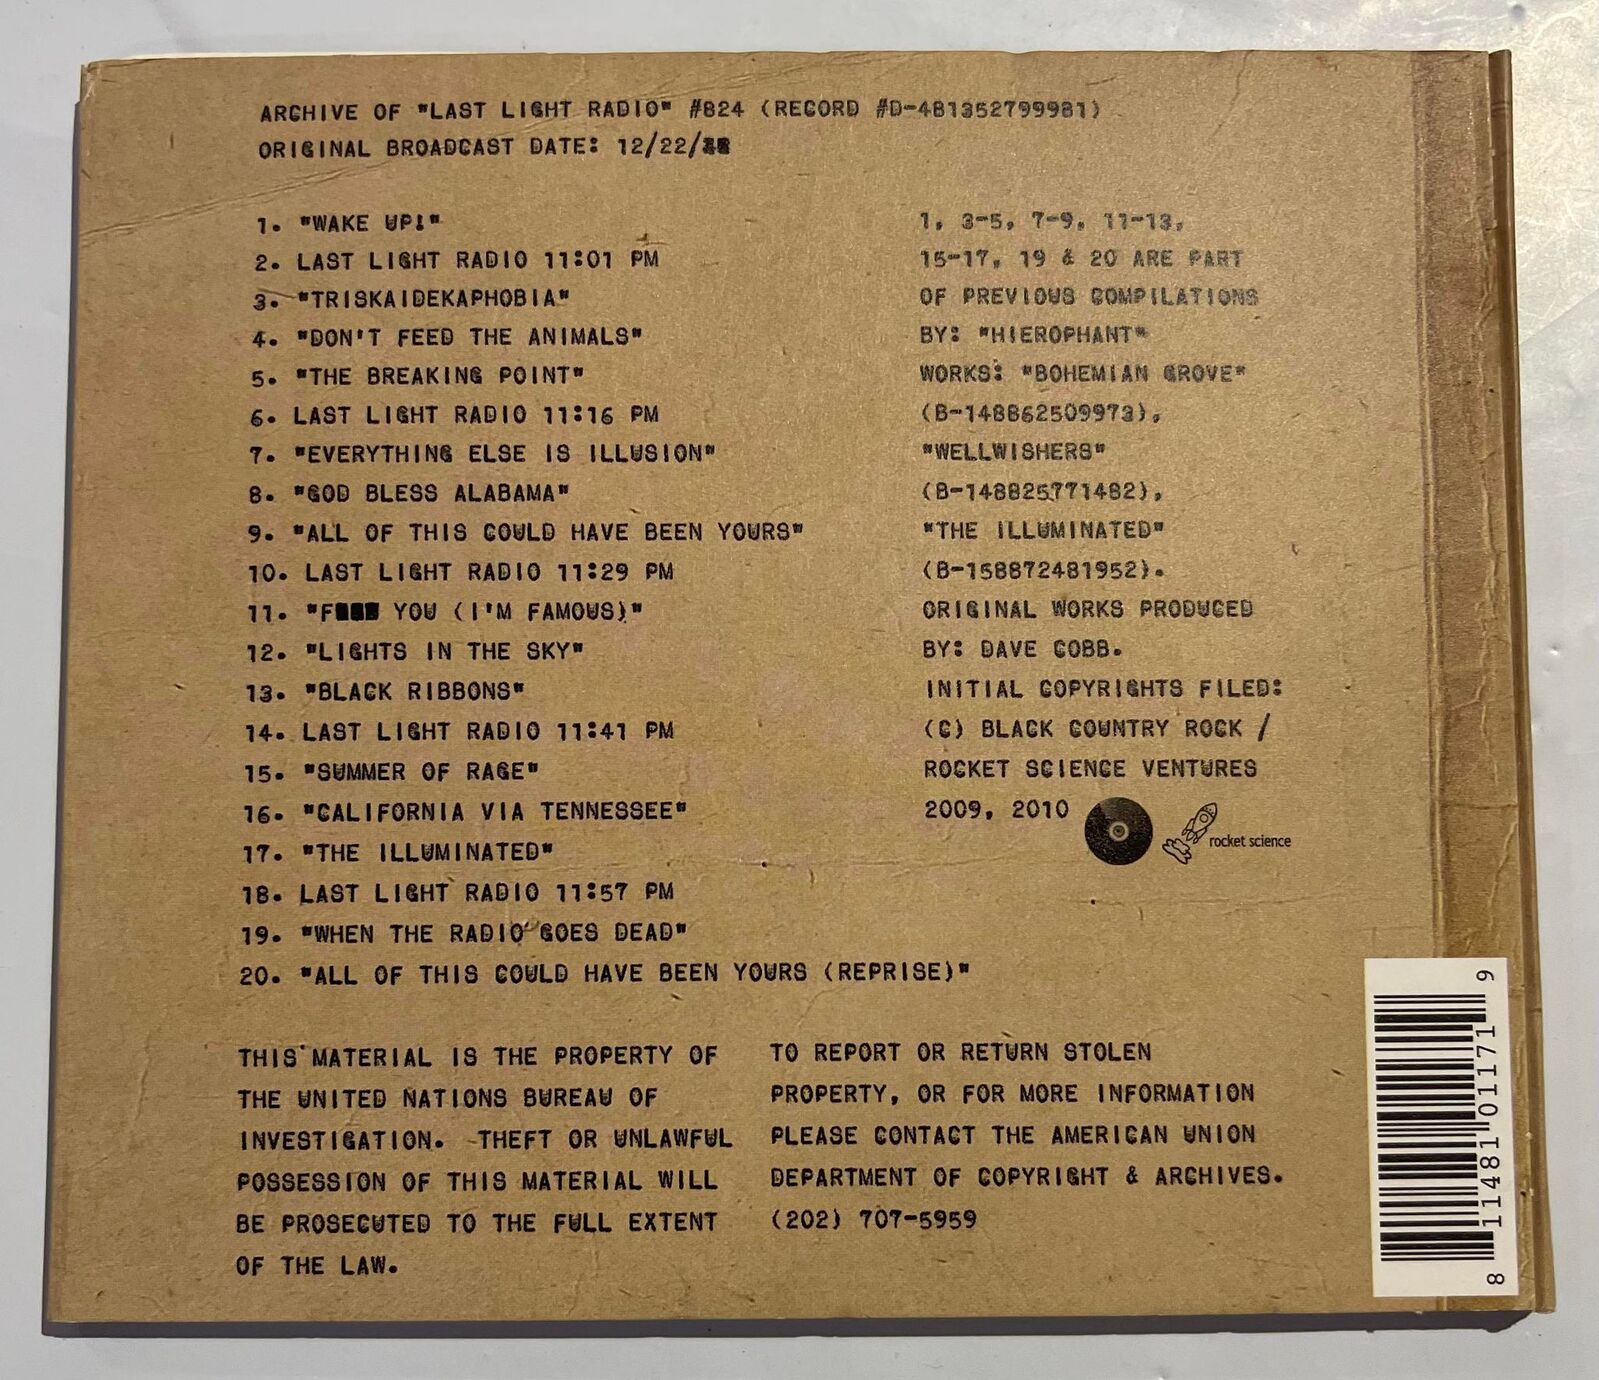 ARCHIVE OF "LAST LIGHT RADIO" #824 (RECORD #D-481352799981)
ORIGINAL BROADCAST DATE: 12/22/
1. "WAKE UP!"
2. LAST LIGHT RADIO 11:01 PM
3. "TRISKAIDEKAPHOBIA"
4. "DON'T FEED THE ANIMALS"
5. "THE BREAKING POINT"
6. LAST LIGHT RADIO 11:16 PM
7. "EVERYTHING ELSE IS ILLUSION"
8. "GOD BLESS ALABAMA"
9. "ALL OF THIS COULD HAVE BEEN YOURS"
10. LAST LIGHT RADIO 11:29 PM
11. "F███ YOU (I'M FAMOUS)"
12. "LIGHTS IN THE SKY"
13. "BLACK RIBBONS"
14. LAST LIGHT RADIO 11:41 PM
15. "SUMMER OF RAGE"
16. "CALIFORNIA VIA TENNESSEE"
17. "THE ILLUMINATED"
18. LAST LIGHT RADIO 11:57 PM
19. "WHEN THE RADIO GOES DEAD"
20. "ALL OF THIS COULD HAVE BEEN YOURS (REPRISE)"
1, 3-5, 7-9, 11-13,
15-17, 19 & 20 ARE PART
OF PREVIOUS COMPILATIONS
BY: "HIEROPHANT"
WORKS: "BOHEMIAN GROVE"
(B-148862509973),
"WELLWISHERS"
(B-148825771482),
"THE ILLUMINATED"
(B-158872481952).
ORIGINAL WORKS PRODUCED
BY: DAVE COBB.
INITIAL COPYRIGHTS FILED:
(C) BLACK COUNTRY ROCK /
ROCKET SCIENCE VENTURES
2009, 2010
rocket science
THIS MATERIAL IS THE PROPERTY OF
THE UNITED NATIONS BUREAU OF
INVESTIGATION. THEFT OR UNLAWFUL
POSSESSION OF THIS MATERIAL WILL
BE PROSECUTED TO THE FULL EXTENT
OF THE LAW.
TO REPORT OR RETURN STOLEN
PROPERTY, OR FOR MORE INFORMATION
PLEASE CONTACT THE AMERICAN UNION
DEPARTMENT OF COPYRIGHT & ARCHIVES.
(202) 707-5959
8 11481 01171 9